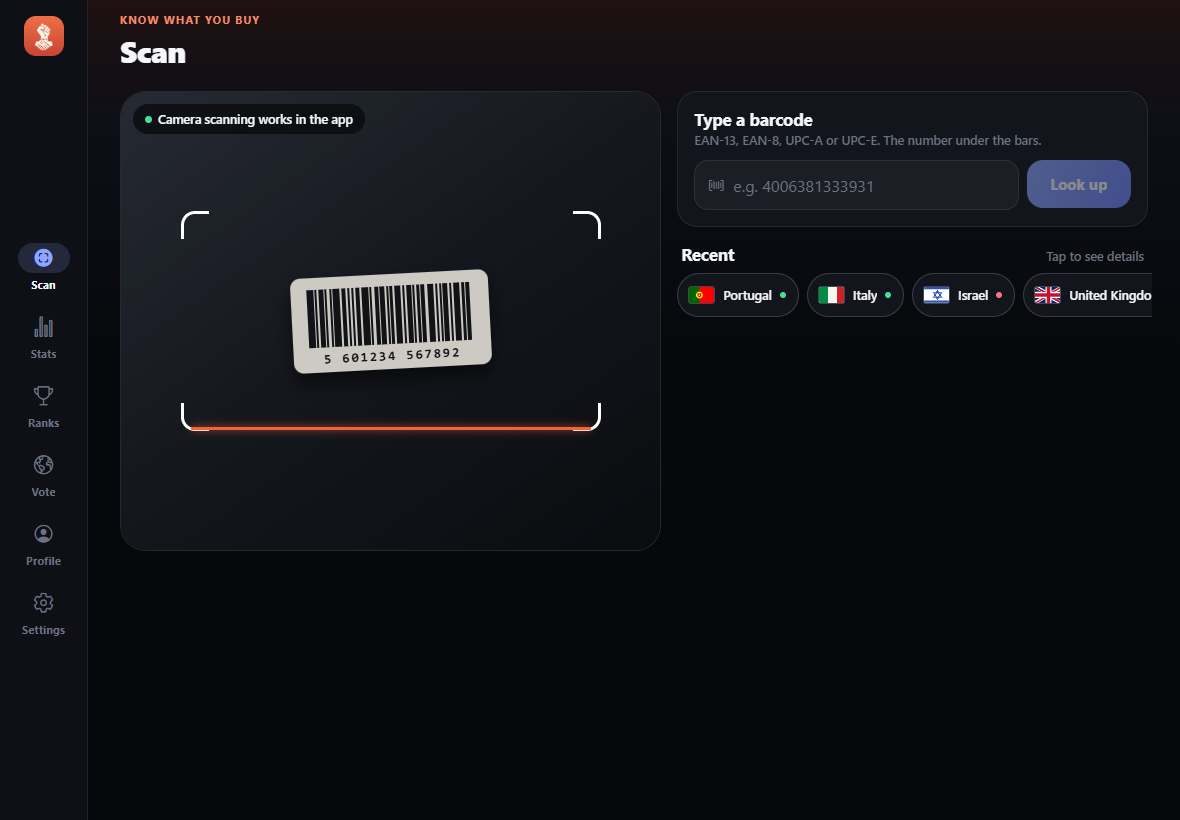 KNOW WHAT YOU BUY
Scan
Camera scanning works in the app
5 601234 567892
Type a barcode
EAN-13, EAN-8, UPC-A or UPC-E. The number under the bars.
e.g. 4006381333931
Look up
Recent
Tap to see details
Portugal
Italy
Israel
United Kingdo
Scan
Stats
Ranks
Vote
Profile
Settings